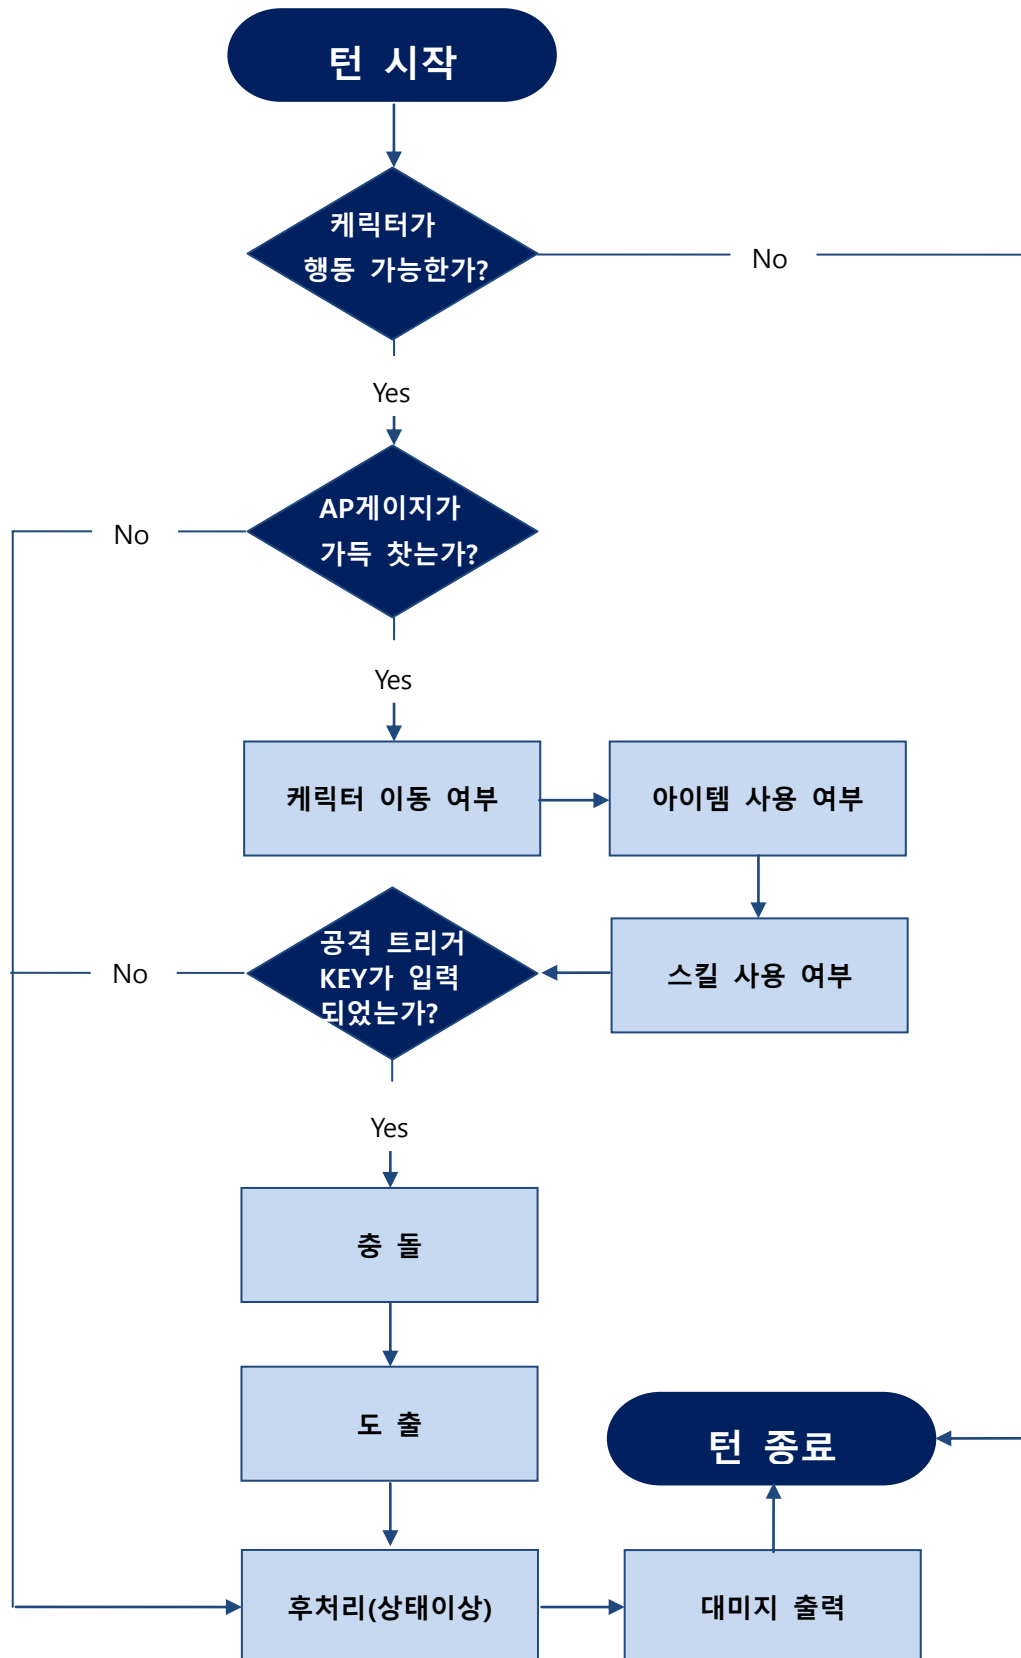 턴 시작
케릭터가
행동 가능한가?
No
Yes
AP게이지가
가득 찻는가?
No
Yes
케릭터 이동 여부
아이템 사용 여부
공격 트리거
KEY가 입력
되었는가?
No
스킬 사용 여부
Yes
충 돌
도 출
턴 종료
후처리(상태이상)
대미지 출력